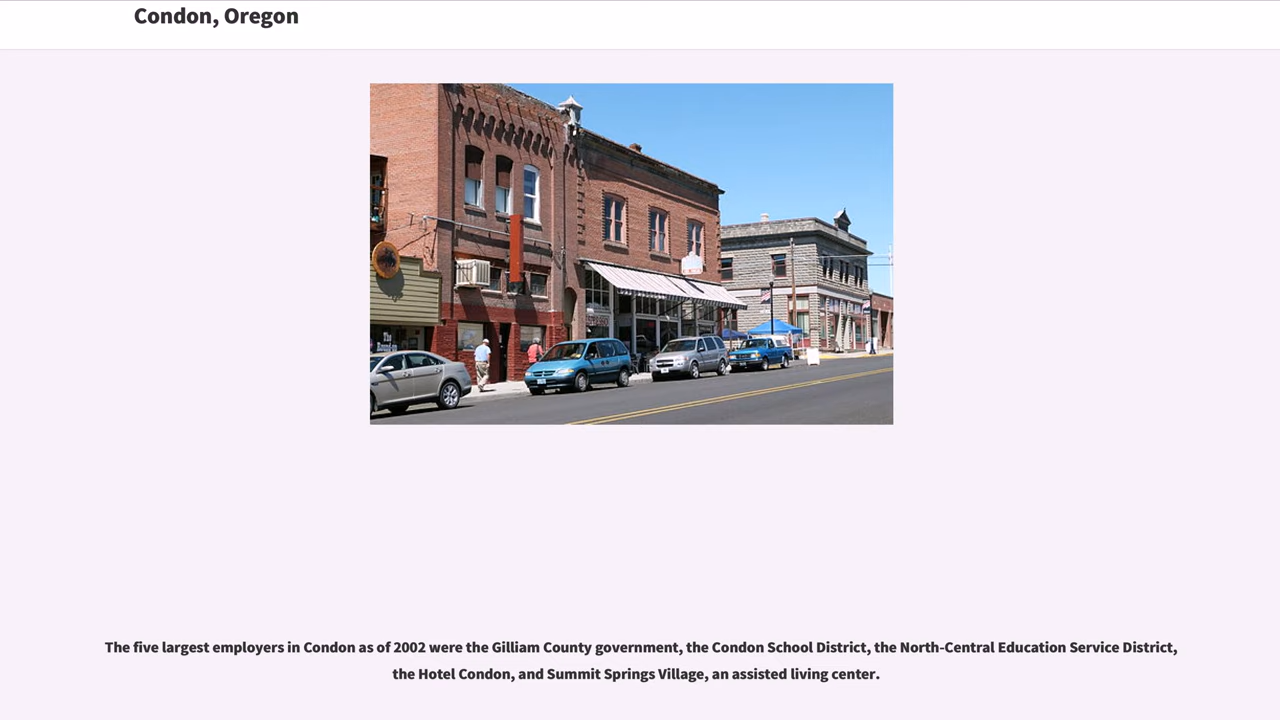 Condon, Oregon
The five largest employers in Condon as of 2002 were the Gilliam County government, the Condon School District, the North-Central Education Service District,
the Hotel Condon, and Summit Springs Village, an assisted living center.